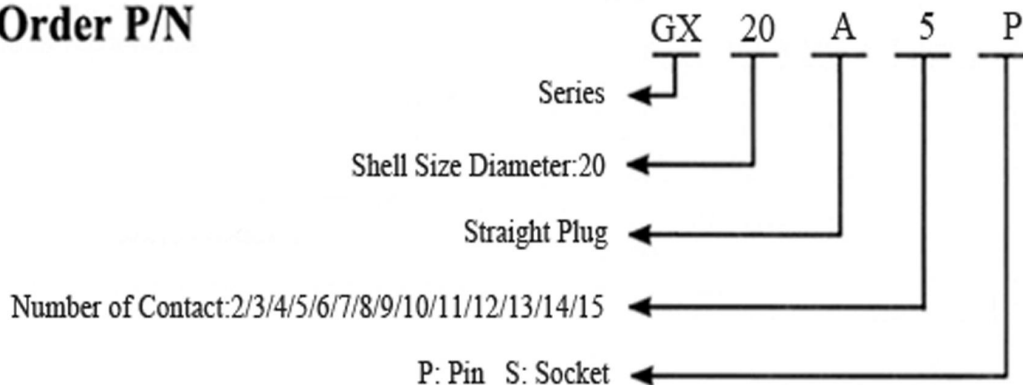 Order P/N
GX 20 A 5 P
Series
Shell Size Diameter:20
Straight Plug
Number of Contact:2/3/4/5/6/7/8/9/10/11/12/13/14/15
P: Pin S: Socket